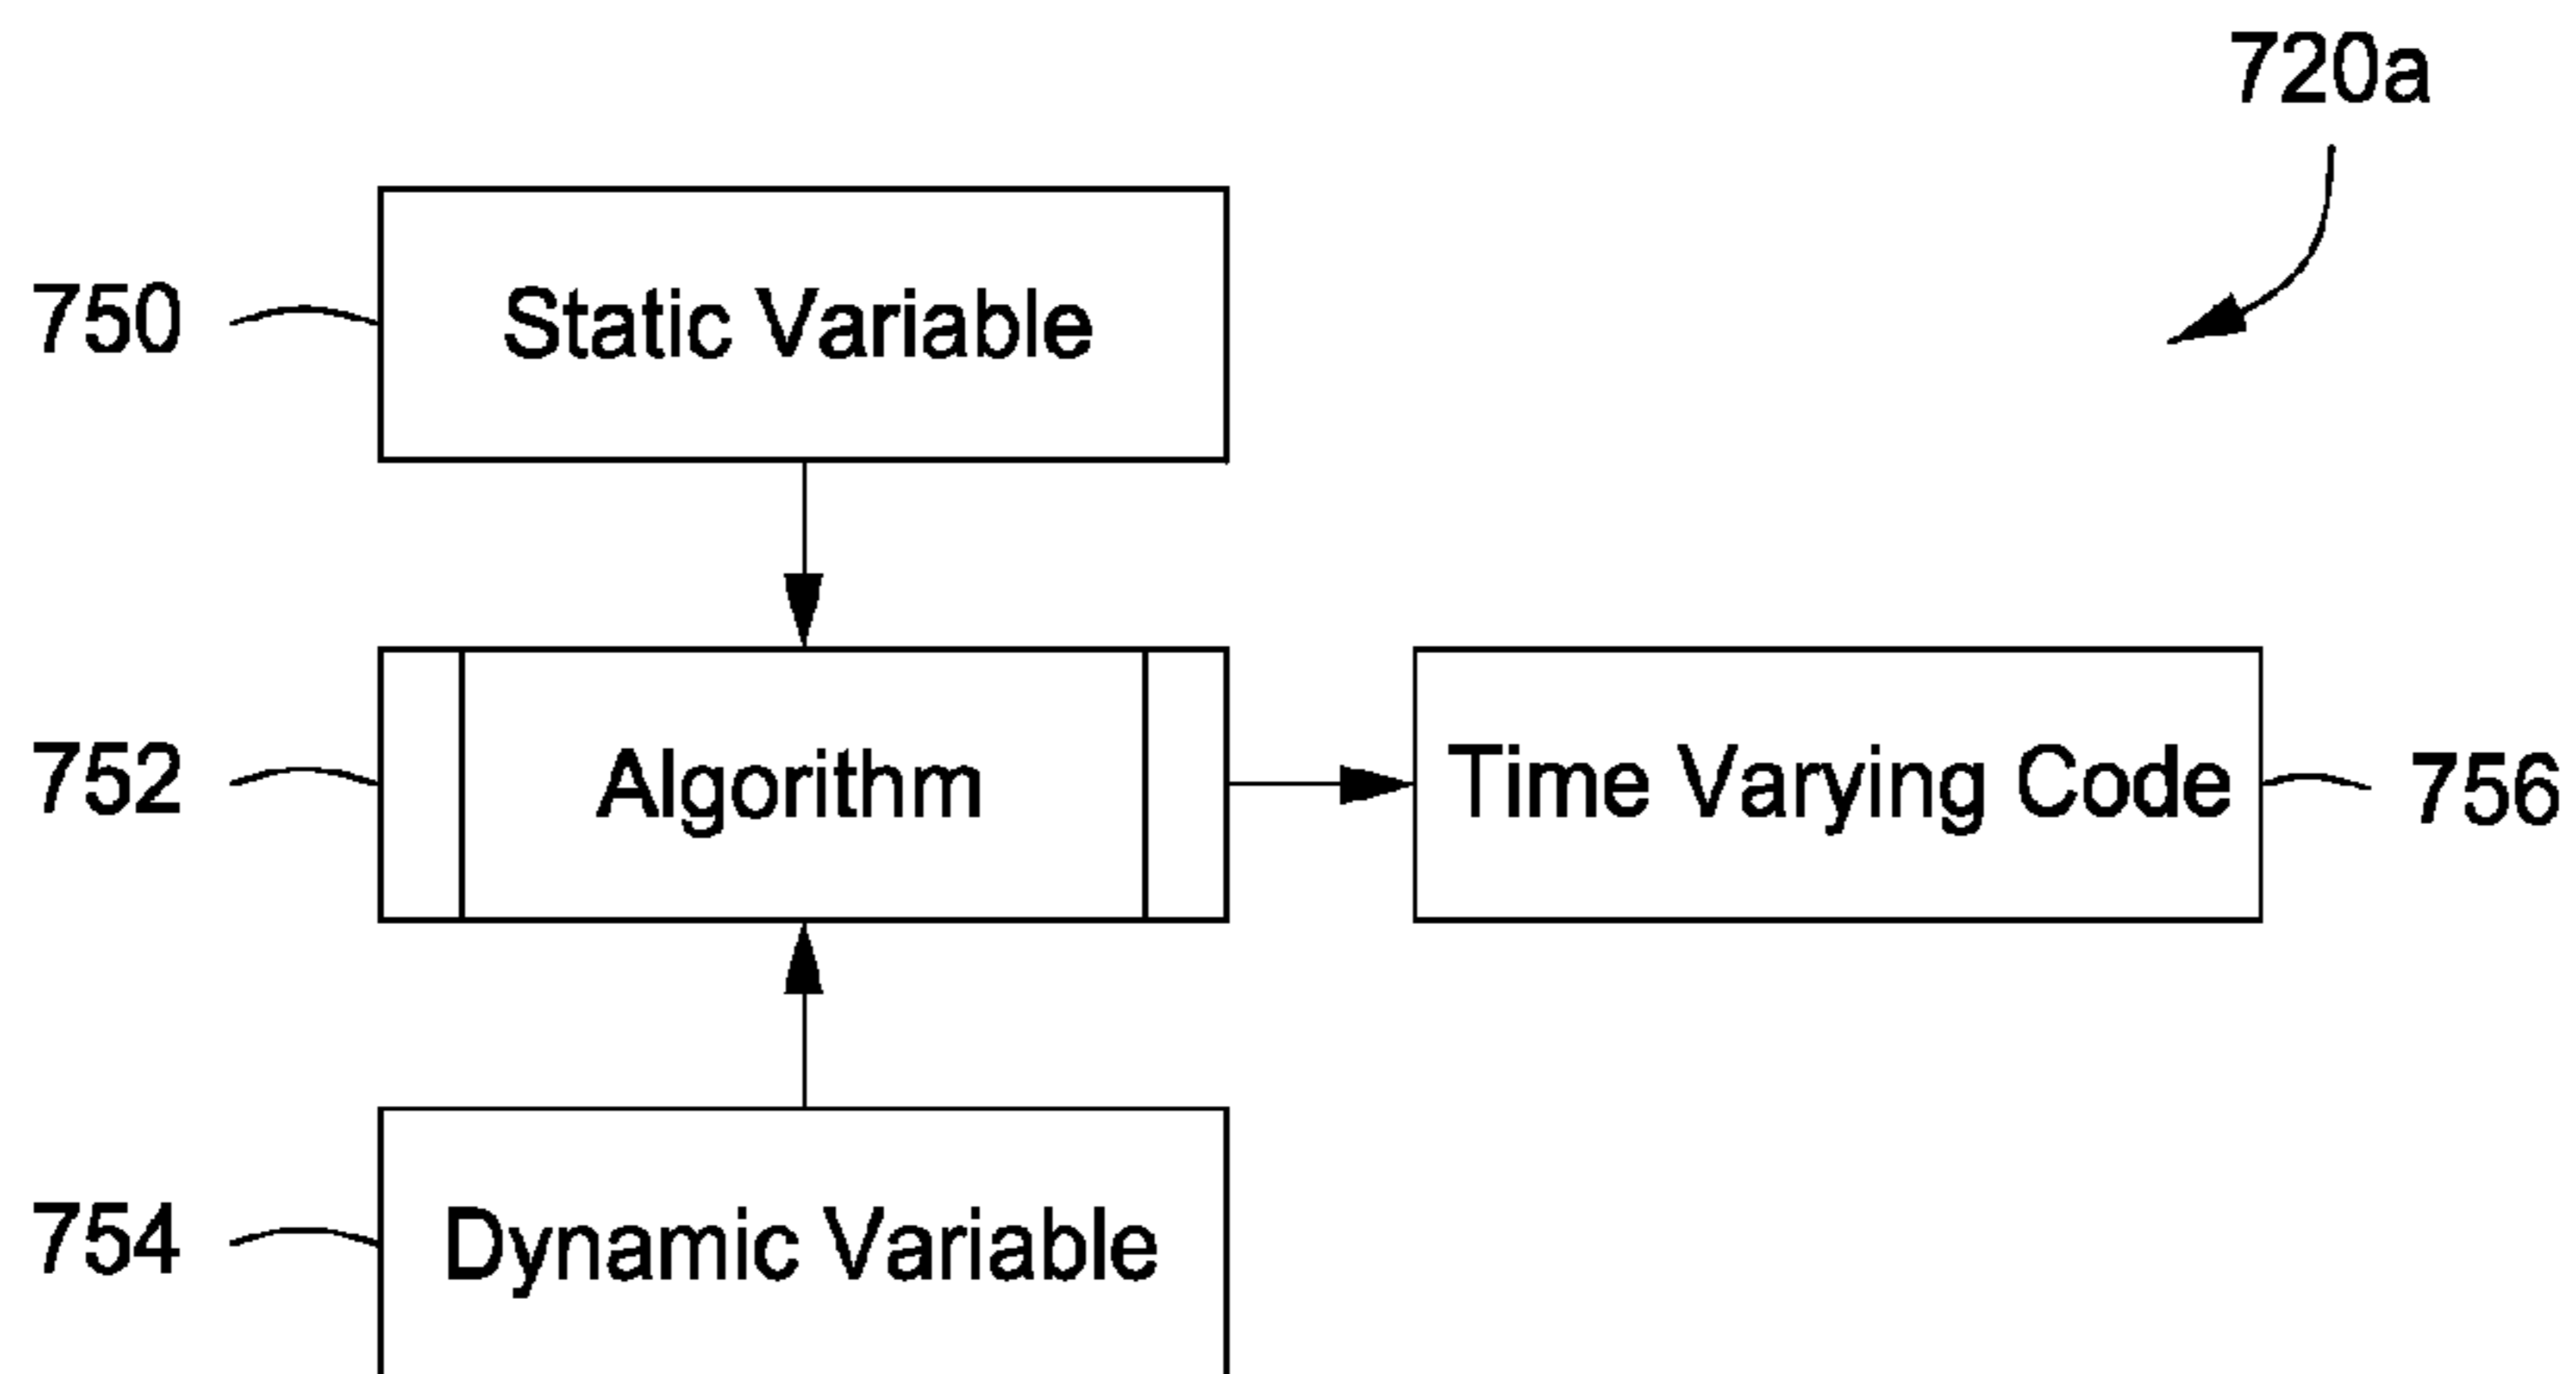 720a
750 Static Variable
752 Algorithm Time Varying Code 756
754 Dynamic Variable